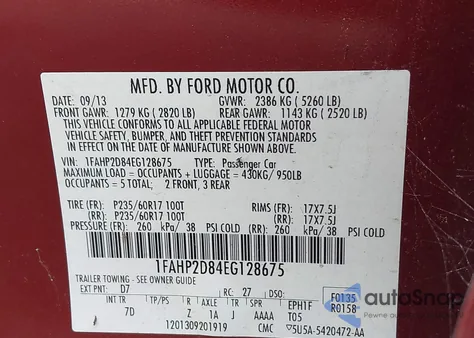 MFD. BY FORD MOTOR CO.
DATE: 09/13 GVWR: 2386 KG ( 5260 LB)
FRONT GAWR: 1279 KG ( 2820 LB) REAR GAWR: 1143 KG ( 2520 LB)
THIS VEHICLE CONFORMS TO ALL APPLICABLE FEDERAL MOTOR
VEHICLE SAFETY, BUMPER, AND THEFT PREVENTION STANDARDS
IN EFFECT ON THE DATE OF MANUFACTURE SHOWN ABOVE.
VIN: 1FAHP2D84EG128675 TYPE: Passenger Car
MAXIMUM LOAD = OCCUPANTS + LUGGAGE = 430KG/950LB
OCCUPANTS = 5 TOTAL; 2 FRONT, 3 REAR
TIRE (FR): P235/60R17 100T RIMS (FR): 17X7.5J
(RR): P235/60R17 100T (RR): 17X7.5J
PRESSURE (FR): 260 kPa/ 38 PSI COLD (RR): 260 kPa/ 38 PSI COLD
1FAHP2D84EG128675
TRAILER TOWING - SEE OWNER GUIDE
EXT PNT: D7 RC: 27 DSO: F0135
INT TR TP/PS R AXLE TR SPR EPH1F R0158
7D Z 1A J AAAA T05
1201309201919 CMC 5U5A-5420472-AA
AutoSnap